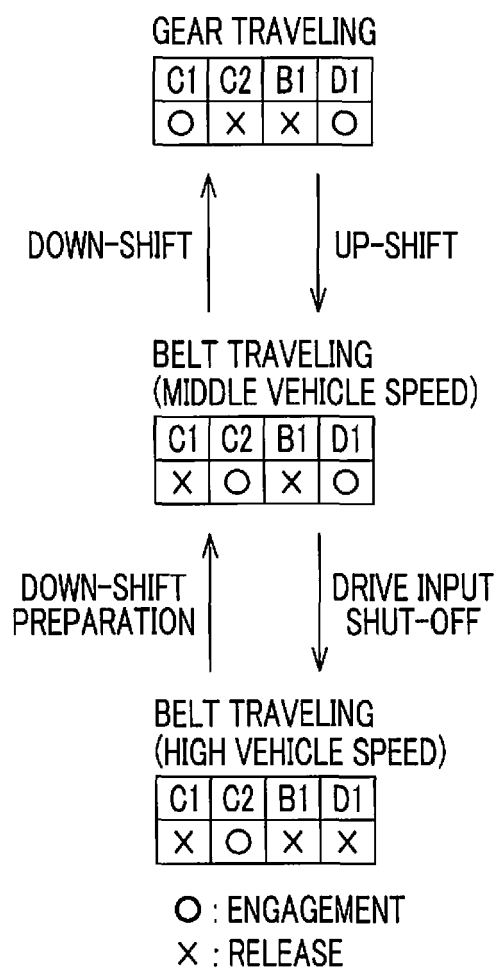 GEAR TRAVELING
C1 C2 B1 D1
○ × × ○
DOWN-SHIFT
UP-SHIFT
BELT TRAVELING
(MIDDLE VEHICLE SPEED)
C1 C2 B1 D1
× ○ × ○
DOWN-SHIFT
PREPARATION
DRIVE INPUT
SHUT-OFF
BELT TRAVELING
(HIGH VEHICLE SPEED)
C1 C2 B1 D1
× ○ × ×
○ : ENGAGEMENT
× : RELEASE